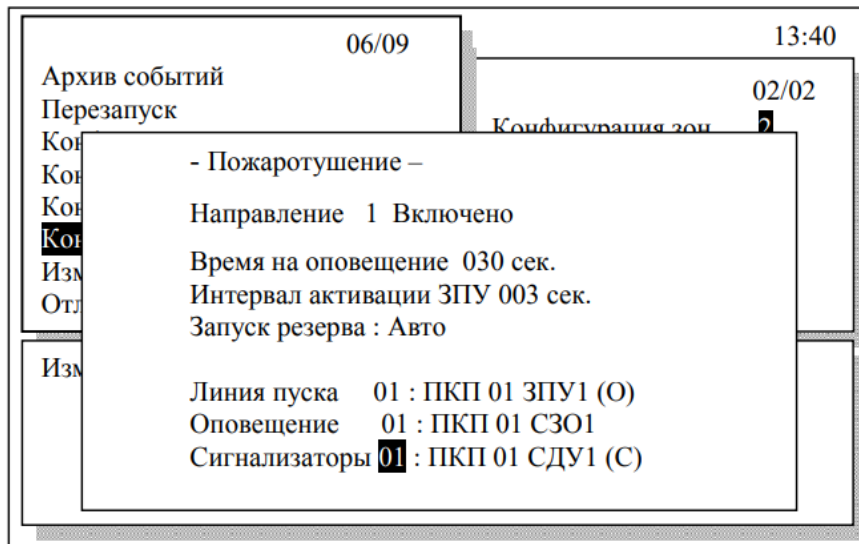 06/09
13:40
Архив событий
Перезапуск
02/02
Конфигурация зон 2
- Пожаротушение –
Направление 1 Включено
Время на оповещение 030 сек.
Интервал активации ЗПУ 003 сек.
Запуск резерва : Авто
Линия пуска 01 : ПКП 01 ЗПУ1 (О)
Оповещение 01 : ПКП 01 СЗО1
Сигнализаторы 01 : ПКП 01 СДУ1 (С)